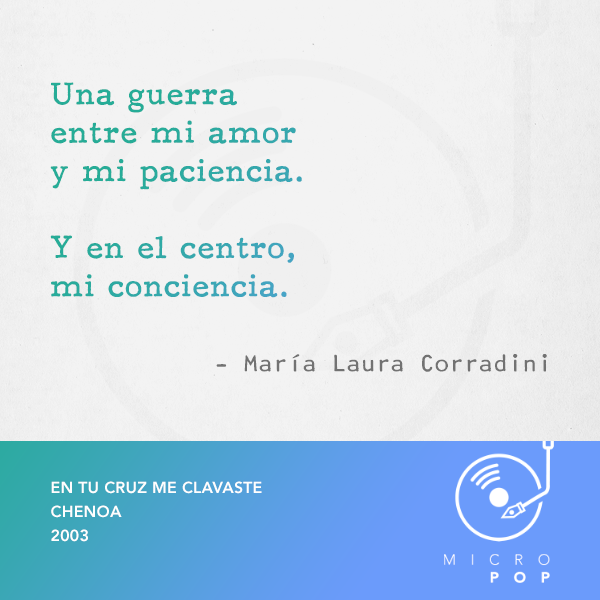 Una guerra
entre mi amor
y mi paciencia.
Y en el centro,
mi conciencia.
– María Laura Corradini
EN TU CRUZ ME CLAVASTE
CHENOA
2003
MICRO
POP